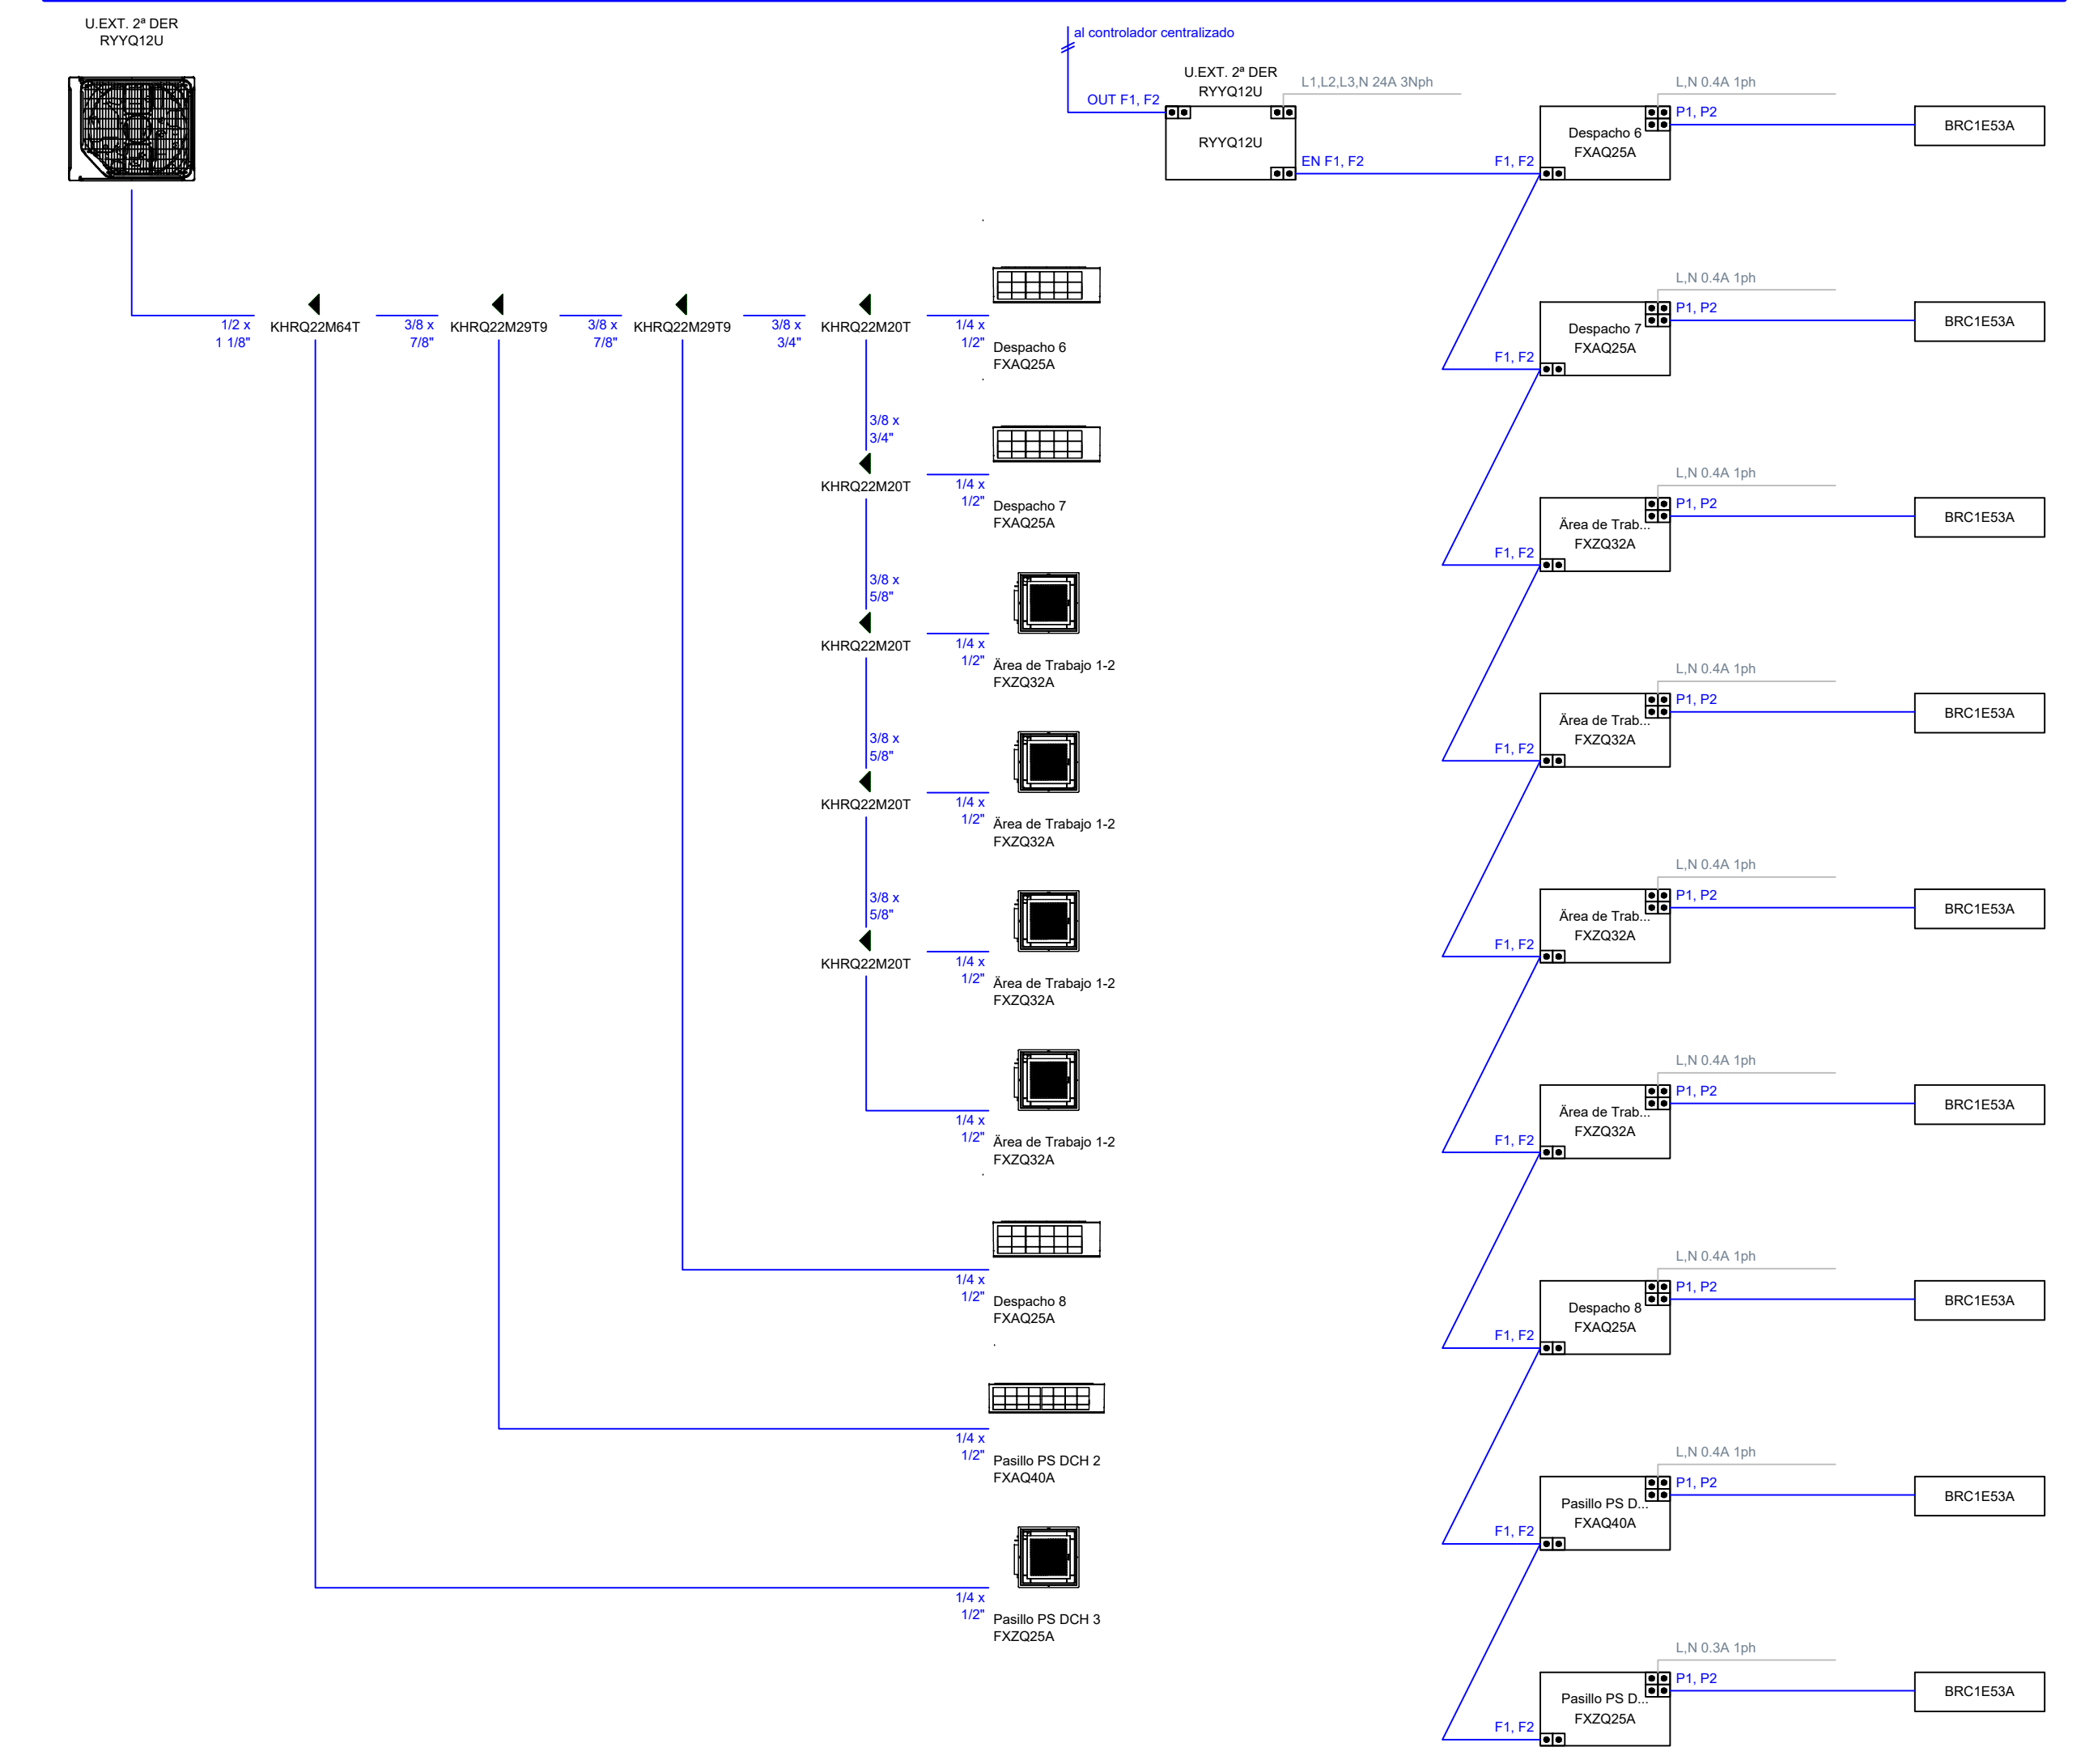 U.EXT. 2ª DER
RYYQ12U
1/2 x
1 1/8"
KHRQ22M64T
3/8 x
7/8"
KHRQ22M29T9
3/8 x
7/8"
KHRQ22M29T9
3/8 x
3/4"
KHRQ22M20T
1/4 x
1/2"
Despacho 6
FXAQ25A
3/8 x
3/4"
KHRQ22M20T
1/4 x
1/2"
Despacho 7
FXAQ25A
3/8 x
5/8"
KHRQ22M20T
1/4 x
1/2"
Ärea de Trabajo 1-2
FXZQ32A
3/8 x
5/8"
KHRQ22M20T
1/4 x
1/2"
Ärea de Trabajo 1-2
FXZQ32A
3/8 x
5/8"
KHRQ22M20T
1/4 x
1/2"
Ärea de Trabajo 1-2
FXZQ32A
1/4 x
1/2"
Ärea de Trabajo 1-2
FXZQ32A
1/4 x
1/2"
Despacho 8
FXAQ25A
1/4 x
1/2"
Pasillo PS DCH 2
FXAQ40A
1/4 x
1/2"
Pasillo PS DCH 3
FXZQ25A
al controlador centralizado
OUT F1, F2
U.EXT. 2ª DER
RYYQ12U
L1,L2,L3,N 24A 3Nph
RYYQ12U
EN F1, F2
F1, F2
L,N 0.4A 1ph
P1, P2
Despacho 6
FXAQ25A
BRC1E53A
L,N 0.4A 1ph
P1, P2
Despacho 7
FXAQ25A
F1, F2
BRC1E53A
L,N 0.4A 1ph
P1, P2
Ärea de Trab...
FXZQ32A
F1, F2
BRC1E53A
L,N 0.4A 1ph
P1, P2
Ärea de Trab...
FXZQ32A
F1, F2
BRC1E53A
L,N 0.4A 1ph
P1, P2
Ärea de Trab...
FXZQ32A
F1, F2
BRC1E53A
L,N 0.4A 1ph
P1, P2
Ärea de Trab...
FXZQ32A
F1, F2
BRC1E53A
L,N 0.4A 1ph
P1, P2
Despacho 8
FXAQ25A
F1, F2
BRC1E53A
L,N 0.4A 1ph
P1, P2
Pasillo PS D...
FXAQ40A
F1, F2
BRC1E53A
L,N 0.3A 1ph
P1, P2
Pasillo PS D...
FXZQ25A
F1, F2
BRC1E53A